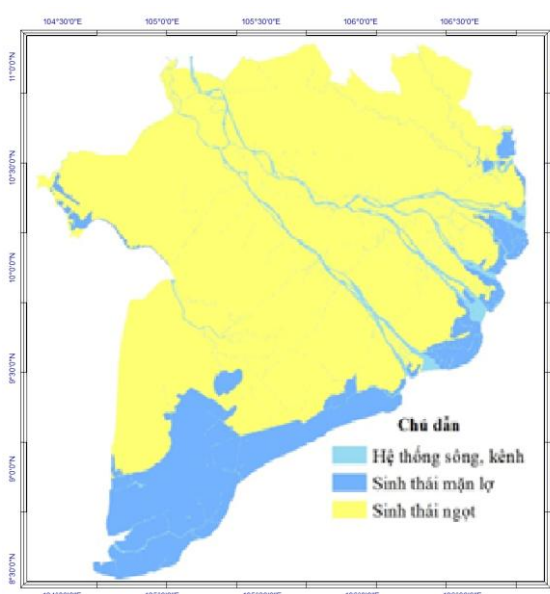 104°30'0"E 105°0'0"E 105°30'0"E 106°0'0"E 106°30'0"E
11°0'0"N
10°30'0"N
10°0'0"N
9°30'0"N
9°0'0"N
8°30'0"N
Chú dẫn
Hệ thống sông, kênh
Sinh thái mặn lợ
Sinh thái ngọt